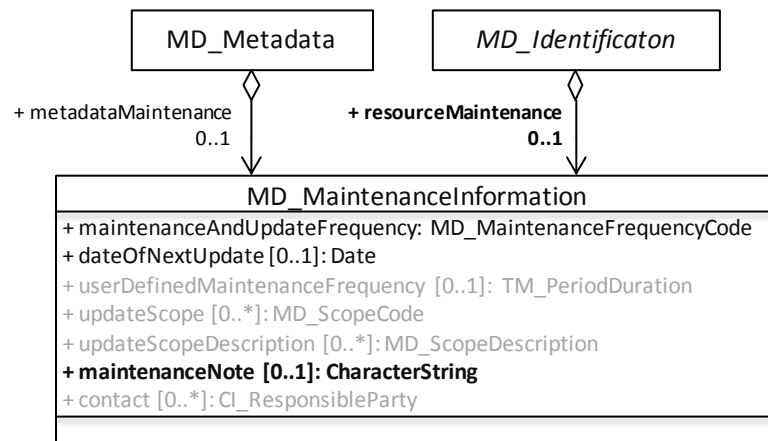 MD_Metadata
MD_Identificaton
+ metadataMaintenance
0..1
+ resourceMaintenance
0..1
MD_MaintenanceInformation
+ maintenanceAndUpdateFrequency: MD_MaintenanceFrequencyCode
+ dateOfNextUpdate [0..1]: Date
+ userDefinedMaintenanceFrequency [0..1]: TM_PeriodDuration
+ updateScope [0..*]: MD_ScopeCode
+ updateScopeDescription [0..*]: MD_ScopeDescription
+ maintenanceNote [0..1]: CharacterString
+ contact [0..*]: CI_ResponsibleParty